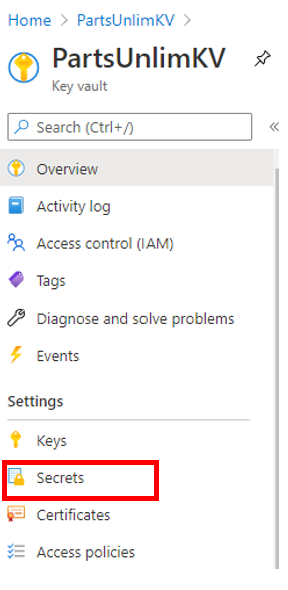 Home > PartsUnlimKV >
PartsUnlimKV
Key vault
Search (Ctrl+/)
Overview
Activity log
Access control (IAM)
Tags
Diagnose and solve problems
Events
Settings
Keys
Secrets
Certificates
Access policies